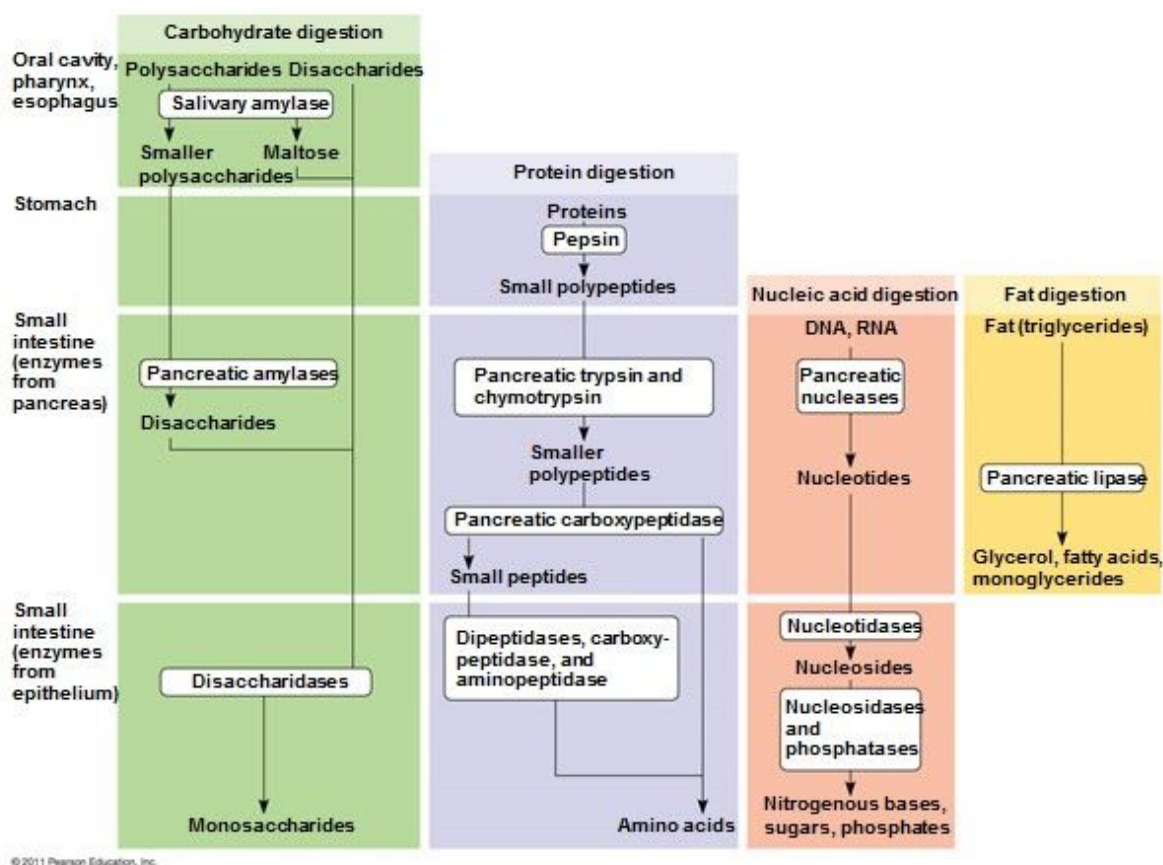 Carbohydrate digestion
Oral cavity,
pharynx,
esophagus
Polysaccharides Disaccharides
Salivary amylase
Smaller
polysaccharides
Maltose
Protein digestion
Stomach
Proteins
Pepsin
Small polypeptides
Nucleic acid digestion
Fat digestion
Small
intestine
(enzymes
from
pancreas)
Pancreatic amylases
Disaccharides
Pancreatic trypsin and
chymotrypsin
Smaller
polypeptides
Pancreatic carboxypeptidase
Small peptides
DNA, RNA
Pancreatic
nucleases
Nucleotides
Fat (triglycerides)
Pancreatic lipase
Glycerol, fatty acids,
monoglycerides
Small
intestine
(enzymes
from
epithelium)
Disaccharidases
Monosaccharides
Dipeptidases, carboxy-
peptidase, and
aminopeptidase
Amino acids
Nucleotidases
Nucleosides
Nucleosidases
and
phosphatases
Nitrogenous bases,
sugars, phosphates
© 2011 Pearson Education, Inc.